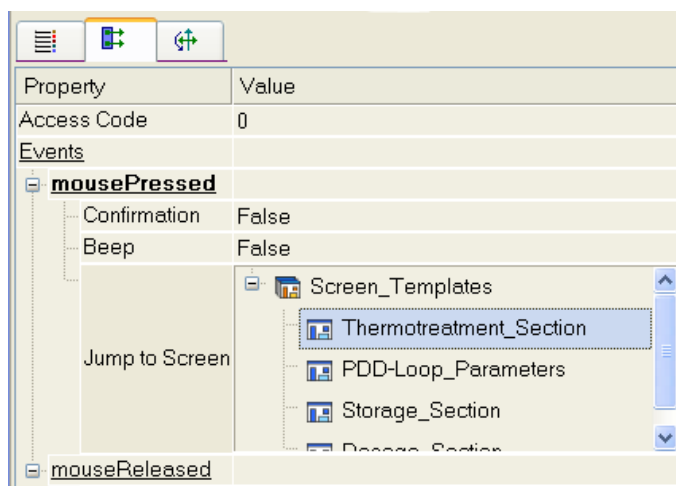 Property Value
Access Code 0
Events
mousePressed
Confirmation False
Beep False
Jump to Screen
Screen_Templates
Thermotreatment_Section
PDD-Loop_Parameters
Storage_Section
mouseReleased